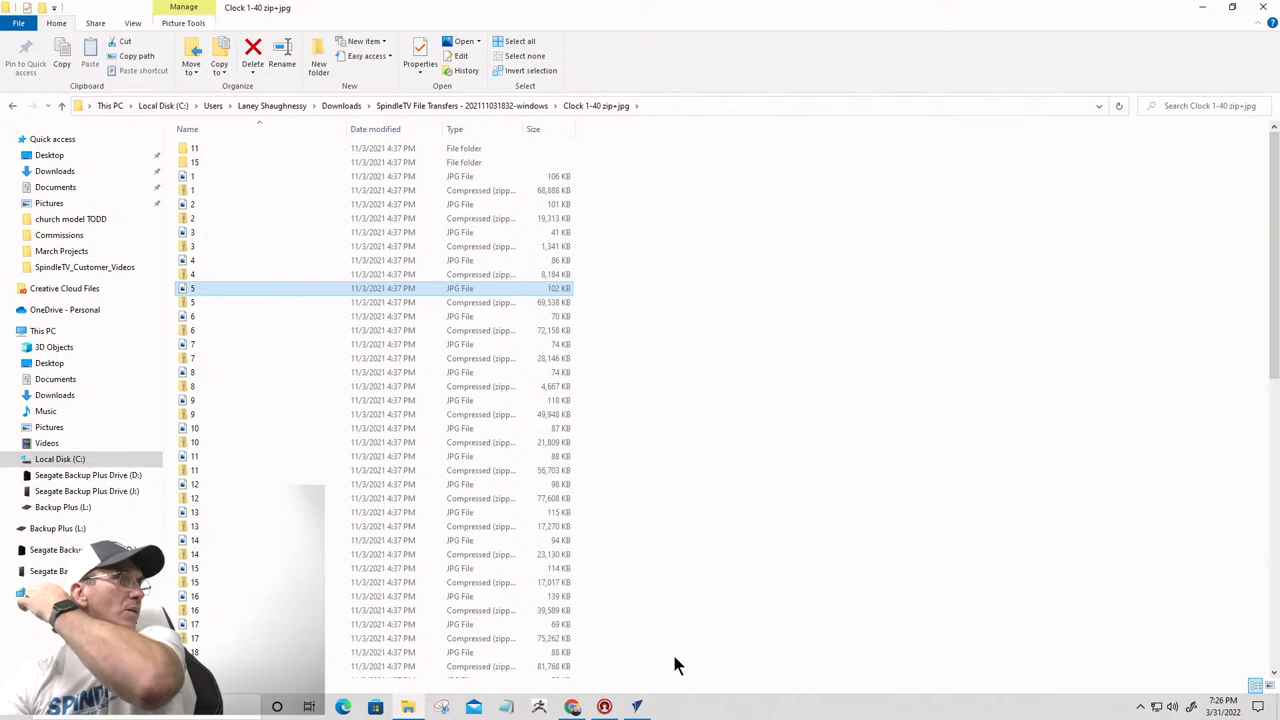 Manage
Clock 1-40 zip+jpg
File
Home
Share
View
Picture Tools
Pin to Quick access
Copy
Paste
Cut
Copy path
Paste shortcut
Clipboard
Move to
Copy to
Delete
Rename
Organize
New folder
New item
Easy access
New
Properties
Open
Edit
History
Open
Select all
Select none
Invert selection
Select
This PC > Local Disk (C:) > Users > Laney Shaughnessy > Downloads > SpindleTV File Transfers - 202111031832-windows > Clock 1-40 zip+jpg >
Search Clock 1-40 zip+jpg
Name Date modified Type Size
Quick access
Desktop
Downloads
Documents
Pictures
church model TODD
Commissions
March Projects
SpindleTV_Customer_Videos
Creative Cloud Files
OneDrive - Personal
This PC
3D Objects
Desktop
Documents
Downloads
Music
Pictures
Videos
Local Disk (C:)
Seagate Backup Plus Drive (D:)
Seagate Backup Plus Drive (J:)
Backup Plus (L:)
Backup Plus (L:)
Seagate Backu
Seagate Ba
11 11/3/2021 4:37 PM File folder
15 11/3/2021 4:37 PM File folder
1 11/3/2021 4:37 PM JPG File 106 KB
1 11/3/2021 4:37 PM Compressed (zipp... 68,888 KB
2 11/3/2021 4:37 PM JPG File 101 KB
2 11/3/2021 4:37 PM Compressed (zipp... 19,313 KB
3 11/3/2021 4:37 PM JPG File 41 KB
3 11/3/2021 4:37 PM Compressed (zipp... 1,341 KB
4 11/3/2021 4:37 PM JPG File 86 KB
4 11/3/2021 4:37 PM Compressed (zipp... 8,184 KB
5 11/3/2021 4:37 PM JPG File 102 KB
5 11/3/2021 4:37 PM Compressed (zipp... 69,538 KB
6 11/3/2021 4:37 PM JPG File 70 KB
6 11/3/2021 4:37 PM Compressed (zipp... 72,158 KB
7 11/3/2021 4:37 PM JPG File 74 KB
7 11/3/2021 4:37 PM Compressed (zipp... 28,146 KB
8 11/3/2021 4:37 PM JPG File 74 KB
8 11/3/2021 4:37 PM Compressed (zipp... 4,667 KB
9 11/3/2021 4:37 PM JPG File 118 KB
9 11/3/2021 4:37 PM Compressed (zipp... 49,948 KB
10 11/3/2021 4:37 PM JPG File 87 KB
10 11/3/2021 4:37 PM Compressed (zipp... 21,809 KB
11 11/3/2021 4:37 PM JPG File 88 KB
11 11/3/2021 4:37 PM Compressed (zipp... 56,703 KB
12 11/3/2021 4:37 PM JPG File 98 KB
12 11/3/2021 4:37 PM Compressed (zipp... 77,608 KB
13 11/3/2021 4:37 PM JPG File 115 KB
13 11/3/2021 4:37 PM Compressed (zipp... 17,270 KB
14 11/3/2021 4:37 PM JPG File 94 KB
14 11/3/2021 4:37 PM Compressed (zipp... 23,130 KB
15 11/3/2021 4:37 PM JPG File 114 KB
15 11/3/2021 4:37 PM Compressed (zipp... 17,017 KB
16 11/3/2021 4:37 PM JPG File 139 KB
16 11/3/2021 4:37 PM Compressed (zipp... 39,589 KB
17 11/3/2021 4:37 PM JPG File 69 KB
17 11/3/2021 4:37 PM Compressed (zipp... 75,262 KB
18 11/3/2021 4:37 PM JPG File 88 KB
11/3/2021 4:37 PM Compressed (zipp... 81,768 KB
SPIND
7:26 PM
3/31/2022